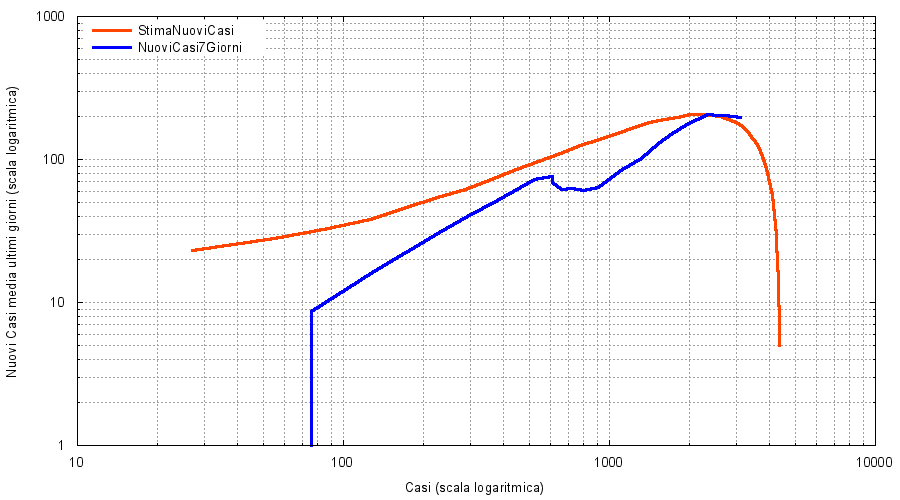 1000
StimaNuoviCasi
NuoviCasi7Giorni
100
10
1
Nuovi Casi media ultimi giorni (scala logaritmica)
10 100 1000 10000
Casi (scala logaritmica)